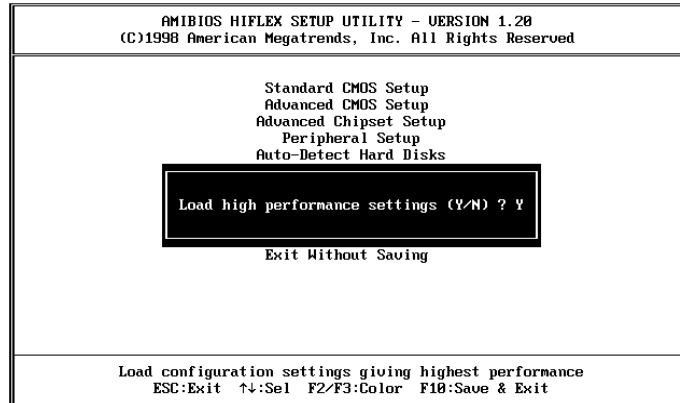 AMIBIOS HIFLEX SETUP UTILITY - VERSION 1.20
(C)1998 American Megatrends, Inc. All Rights Reserved
Standard CMOS Setup
Advanced CMOS Setup
Advanced Chipset Setup
Peripheral Setup
Auto-Detect Hard Disks
Load high performance settings (Y/N) ? Y
Exit Without Saving
Load configuration settings giving highest performance
ESC:Exit ↑↓:Sel F2/F3:Color F10:Save & Exit